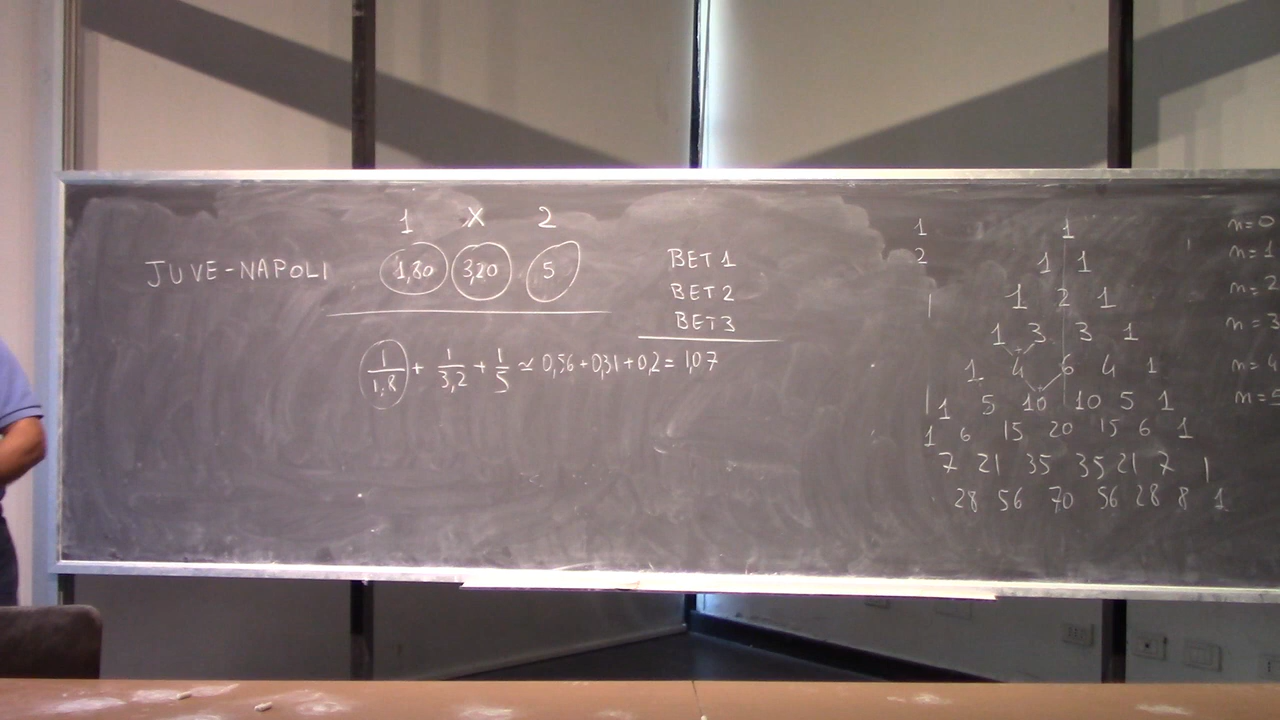 1 X 2
JUVE-NAPOLI 1,80 3,20 5
BET 1
BET 2
BET 3
1/1,8 + 1/3,2 + 1/5 ≃ 0,56 + 0,31 + 0,2 = 1,07
1
2
1
1 1
1 2 1
1 3 3 1
1 4 6 4 1
1 5 10 10 5 1
1 6 15 20 15 6 1
7 21 35 35 21 7 1
28 56 70 56 28 8 1
n=0
n=1
n=2
n=3
n=4
n=5